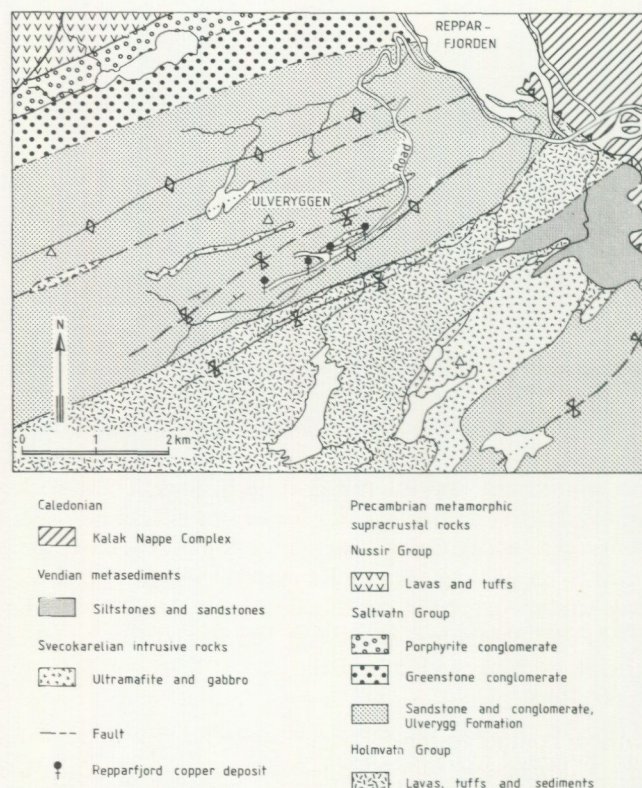 REPPAR-
FJORDEN
Road
ULVERYGGEN
N
0 1 2 km
Caledonian
Kalak Nappe Complex
Vendian metasediments
Siltstones and sandstones
Svecokarelian intrusive rocks
Ultramafite and gabbro
Fault
Repparfjord copper deposit
Precambrian metamorphic
supracrustal rocks
Nussir Group
Lavas and tuffs
Saltvatn Group
Porphyrite conglomerate
Greenstone conglomerate
Sandstone and conglomerate,
Ulverygg Formation
Holmvatn Group
Lavas, tuffs and sediments